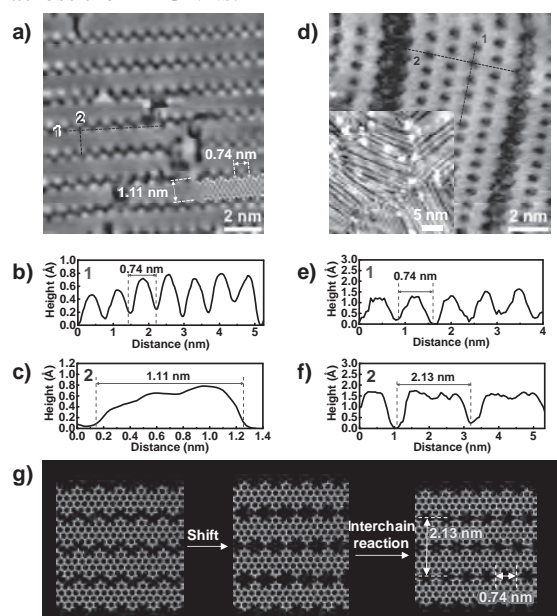 a)
1
2
0.74 nm
1.11 nm
2 nm
d)
1
2
5 nm
2 nm
b)
1
0.74 nm
Height (Å)
1.0
0.8
0.6
0.4
0.2
0.0
0 1 2 3 4 5
Distance (nm)
e)
1
0.74 nm
Height (Å)
3.0
2.5
2.0
1.5
1.0
0.5
0.0
0 1 2 3 4
Distance (nm)
c)
2
1.11 nm
Height (Å)
1.2
0.8
0.4
0.0
0.0 0.2 0.4 0.6 0.8 1.0 1.2 1.4
Distance (nm)
f)
2
2.13 nm
Height (Å)
3.0
2.5
2.0
1.5
1.0
0.5
0.0
0 1 2 3 4 5
Distance (nm)
g)
Shift
Interchain
reaction
2.13 nm
0.74 nm